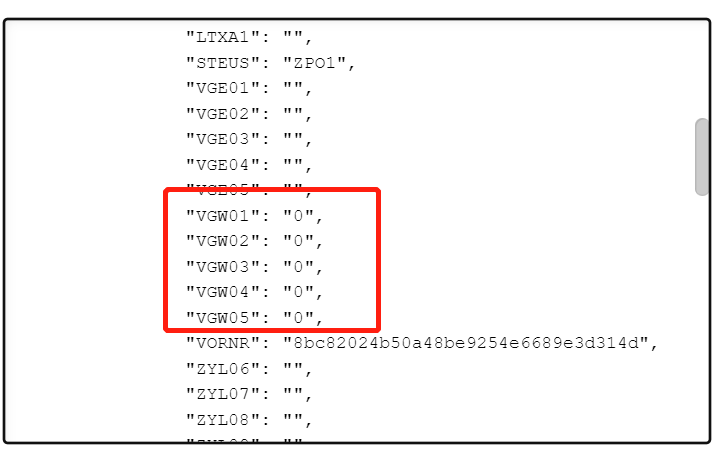 "LTXA1": "",
"STEUS": "ZPO1",
"VGE01": "",
"VGE02": "",
"VGE03": "",
"VGE04": "",
"VGE05": "",
"VGW01": "0",
"VGW02": "0",
"VGW03": "0",
"VGW04": "0",
"VGW05": "0",
"VORNR": "8bc82024b50a48be9254e6689e3d314d",
"ZYL06": "",
"ZYL07": "",
"ZYL08": "",